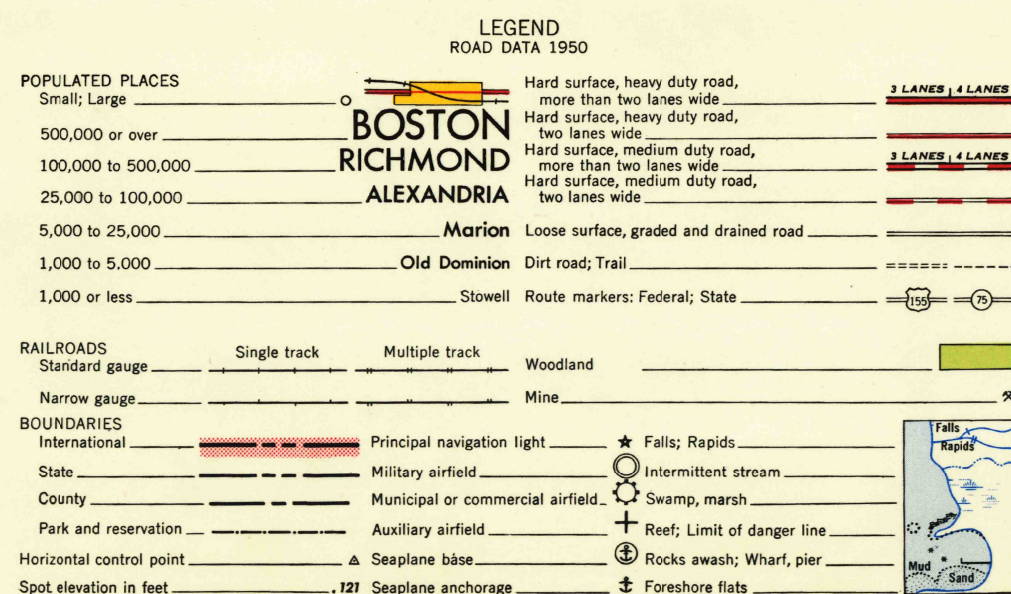 LEGEND
ROAD DATA 1950
POPULATED PLACES
Small; Large
500,000 or over BOSTON
100,000 to 500,000 RICHMOND
25,000 to 100,000 ALEXANDRIA
5,000 to 25,000 Marion
1,000 to 5,000 Old Dominion
1,000 or less Stowell
Hard surface, heavy duty road,
more than two lanes wide 3 LANES 4 LANES
Hard surface, heavy duty road,
two lanes wide
Hard surface, medium duty road,
more than two lanes wide 3 LANES 4 LANES
Hard surface, medium duty road,
two lanes wide
Loose surface, graded and drained road
Dirt road; Trail
Route markers: Federal; State 155 75
RAILROADS Single track Multiple track
Standard gauge
Narrow gauge
Woodland
Mine
BOUNDARIES
International
State
County
Park and reservation
Horizontal control point
Spot elevation in feet .121
Principal navigation light
Military airfield
Municipal or commercial airfield
Auxiliary airfield
Seaplane base
Seaplane anchorage
Falls; Rapids
Intermittent stream
Swamp, marsh
Reef; Limit of danger line
Rocks awash; Wharf, pier
Foreshore flats
Falls
Rapids
Mud
Sand